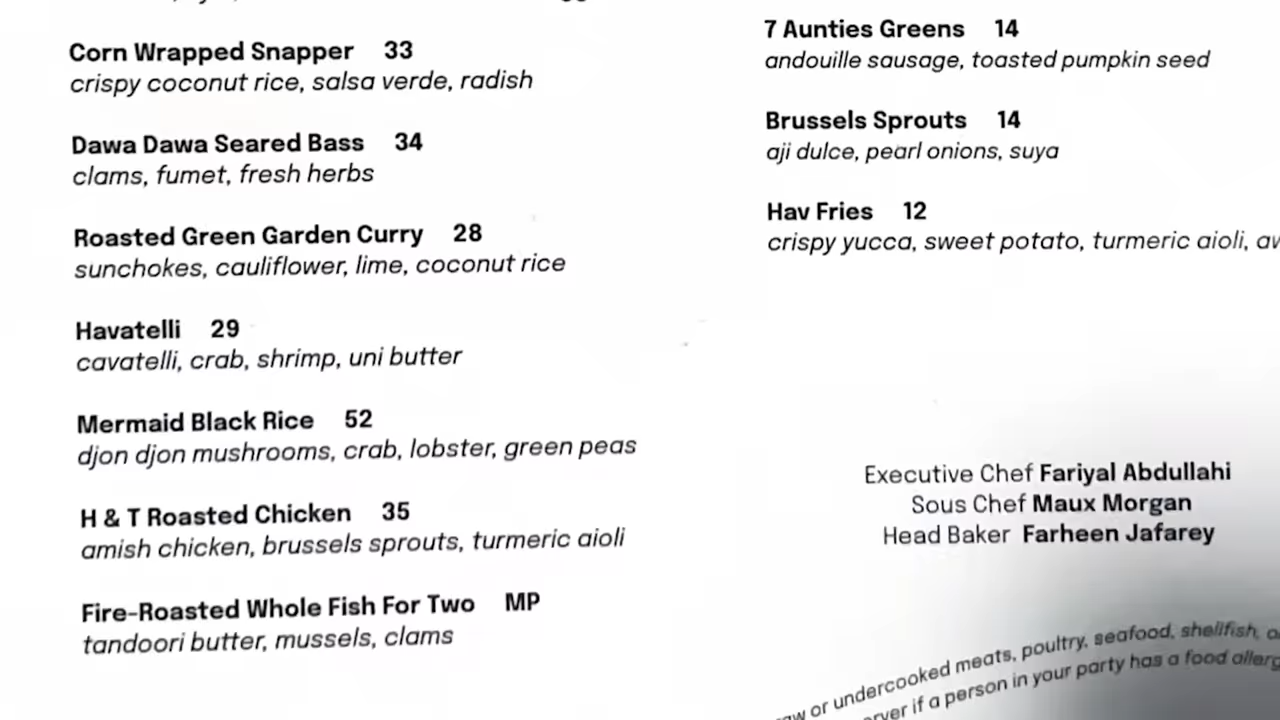 Corn Wrapped Snapper 33
crispy coconut rice, salsa verde, radish
Dawa Dawa Seared Bass 34
clams, fumet, fresh herbs
Roasted Green Garden Curry 28
sunchokes, cauliflower, lime, coconut rice
Havatelli 29
cavatelli, crab, shrimp, uni butter
Mermaid Black Rice 52
djon djon mushrooms, crab, lobster, green peas
H & T Roasted Chicken 35
amish chicken, brussels sprouts, turmeric aioli
Fire-Roasted Whole Fish For Two MP
tandoori butter, mussels, clams
7 Aunties Greens 14
andouille sausage, toasted pumpkin seed
Brussels Sprouts 14
aji dulce, pearl onions, suya
Hav Fries 12
crispy yucca, sweet potato, turmeric aioli,
Executive Chef Fariyal Abdullahi
Sous Chef Maux Morgan
Head Baker Farheen Jafarey
or undercooked meats, poultry, seafood, shellfish,
if a person in your party has a food